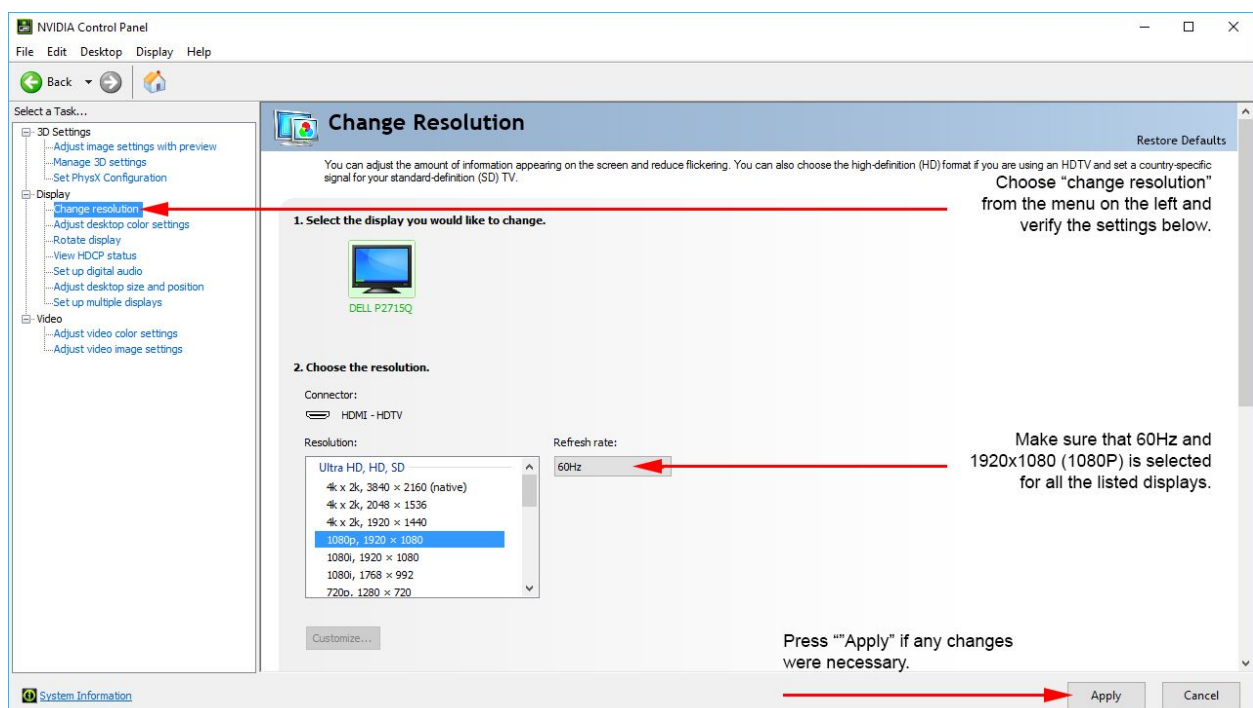 NVIDIA Control Panel
File Edit Desktop Display Help
Back
Select a Task...
3D Settings
Adjust image settings with preview
Manage 3D settings
Set PhysX Configuration
Display
Change resolution
Adjust desktop color settings
Rotate display
View HDCP status
Set up digital audio
Adjust desktop size and position
Set up multiple displays
Video
Adjust video color settings
Adjust video image settings
Change Resolution
Restore Defaults
You can adjust the amount of information appearing on the screen and reduce flickering. You can also choose the high-definition (HD) format if you are using an HDTV and set a country-specific
signal for your standard-definition (SD) TV.
Choose “change resolution”
from the menu on the left and
verify the settings below.
1. Select the display you would like to change.
DELL P2715Q
2. Choose the resolution.
Connector:
HDMI - HDTV
Resolution:
Refresh rate:
Ultra HD, HD, SD
4k x 2k, 3840 × 2160 (native)
4k x 2k, 2048 × 1536
4k x 2k, 1920 × 1440
1080p, 1920 × 1080
1080i, 1920 × 1080
1080i, 1768 × 992
720p, 1280 × 720
60Hz
Make sure that 60Hz and
1920x1080 (1080P) is selected
for all the listed displays.
Customize...
Press “”Apply” if any changes
were necessary.
System Information
Apply
Cancel